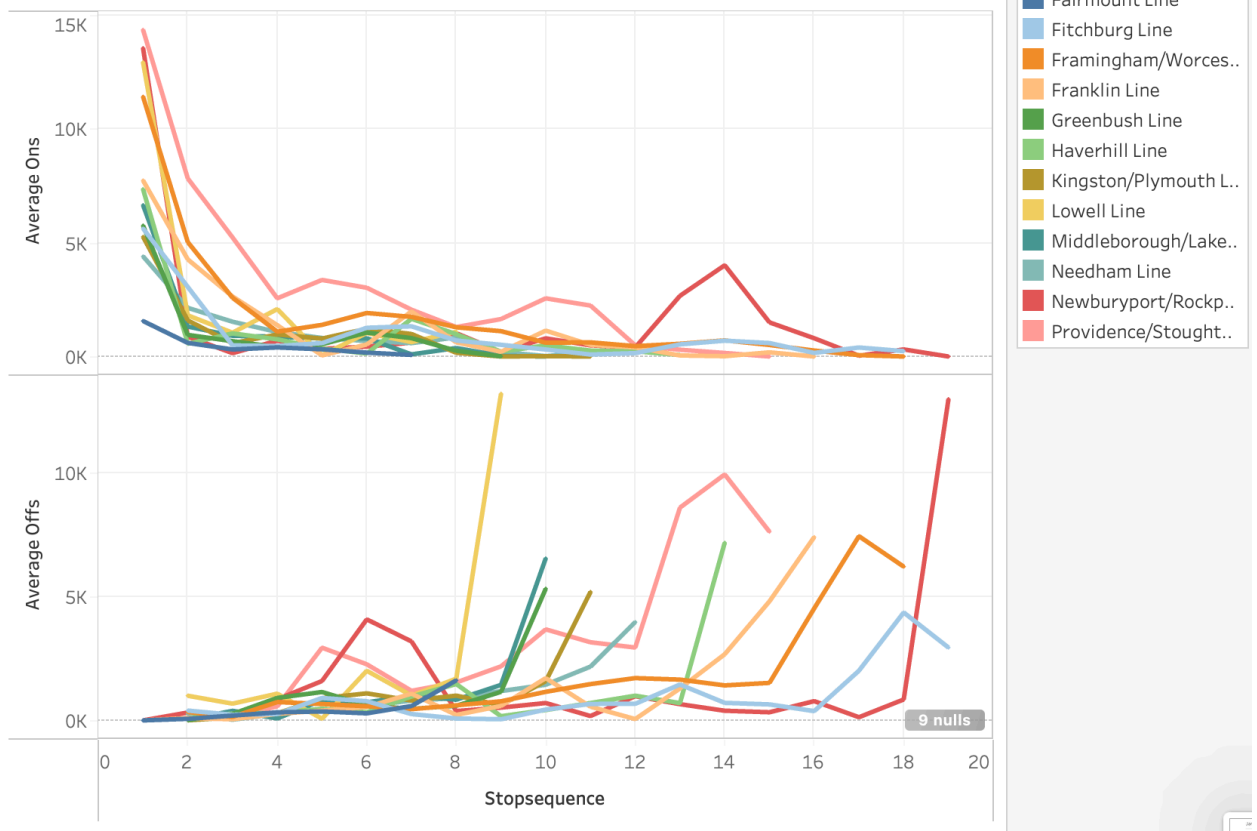 Fairmount Line
Fitchburg Line
Framingham/Worces..
Franklin Line
Greenbush Line
Haverhill Line
Kingston/Plymouth L..
Lowell Line
Middleborough/Lake..
Needham Line
Newburyport/Rockp..
Providence/Stought..
15K
10K
5K
0K
Average Ons
10K
5K
0K
Average Offs
9 nulls
0 2 4 6 8 10 12 14 16 18 20
Stopsequence